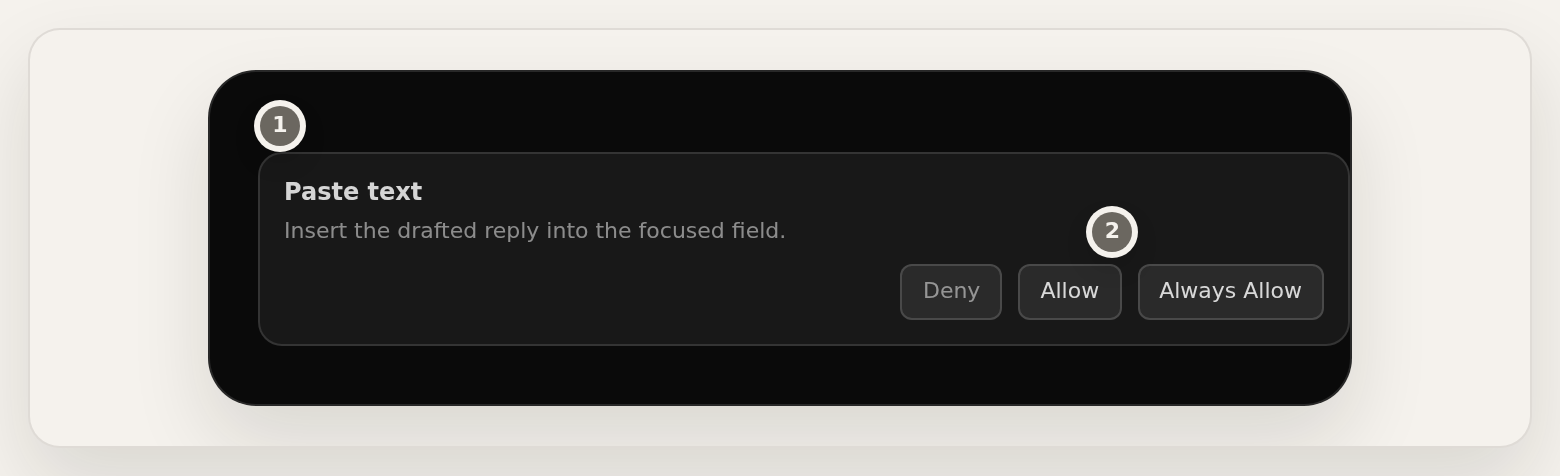 1
Paste text
Insert the drafted reply into the focused field.
2
Deny
Allow
Always Allow